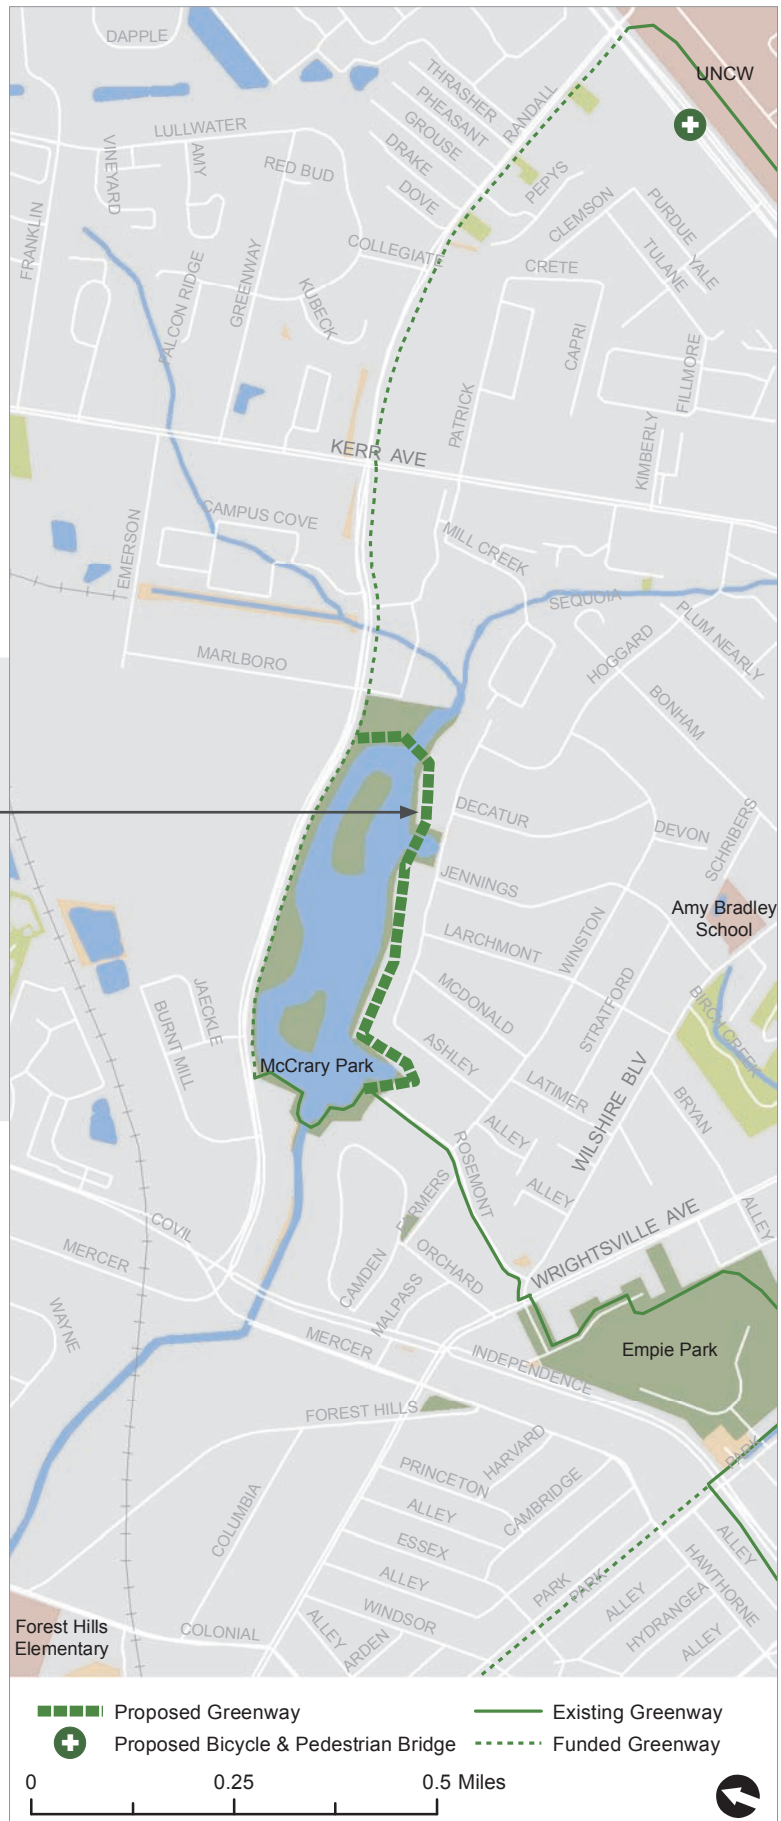 DAPPLE
UNCW
THRASHER
PHEASANT
GROUSE
DRAKE
DOVE
RANDALL
LULLWATER
VINEYARD
AMY
RED BUD
PEPYS
CLEMSON
PURDUE
YALE
TULANE
FRANKLIN
COLLEGIATE
CRETE
FALCON RIDGE
GREENWAY
KUBECK
CAPRI
FILLMORE
PATRICK
KERR AVE
KIMBERLY
CAMPUS COVE
EMERSON
MILL CREEK
SEQUOIA
PLUM NEARLY
HOGGARD
MARLBORO
BONHAM
DECATUR
DEVON
SCHRIBERS
JENNINGS
Amy Bradley
School
WINSTON
LARCHMONT
MCDONALD
STRATFORD
JAECKLE
BURNT MILL
BIRCH CREEK
ASHLEY
McCrary Park
LATIMER
WILSHIRE BLV
BRYAN
ALLEY
ROSEMONT
ALLEY
ALLEY
FARMERS
COVIL
MERCER
WRIGHTSVILLE AVE
ORCHARD
CAMDEN
MALPASS
WAYNE
MERCER
INDEPENDENCE
Empie Park
FOREST HILLS
HARVARD
PARK
PRINCETON
COLUMBIA
CAMBRIDGE
ALLEY
ESSEX
ALLEY
ALLEY
HAWTHORNE
PARK
PARK
ALLEY
HYDRANGEA
WINDSOR
ALLEY
ARDEN
ALLEY
Forest Hills
Elementary
COLONIAL
Proposed Greenway
Existing Greenway
Proposed Bicycle & Pedestrian Bridge
Funded Greenway
0 0.25 0.5 Miles